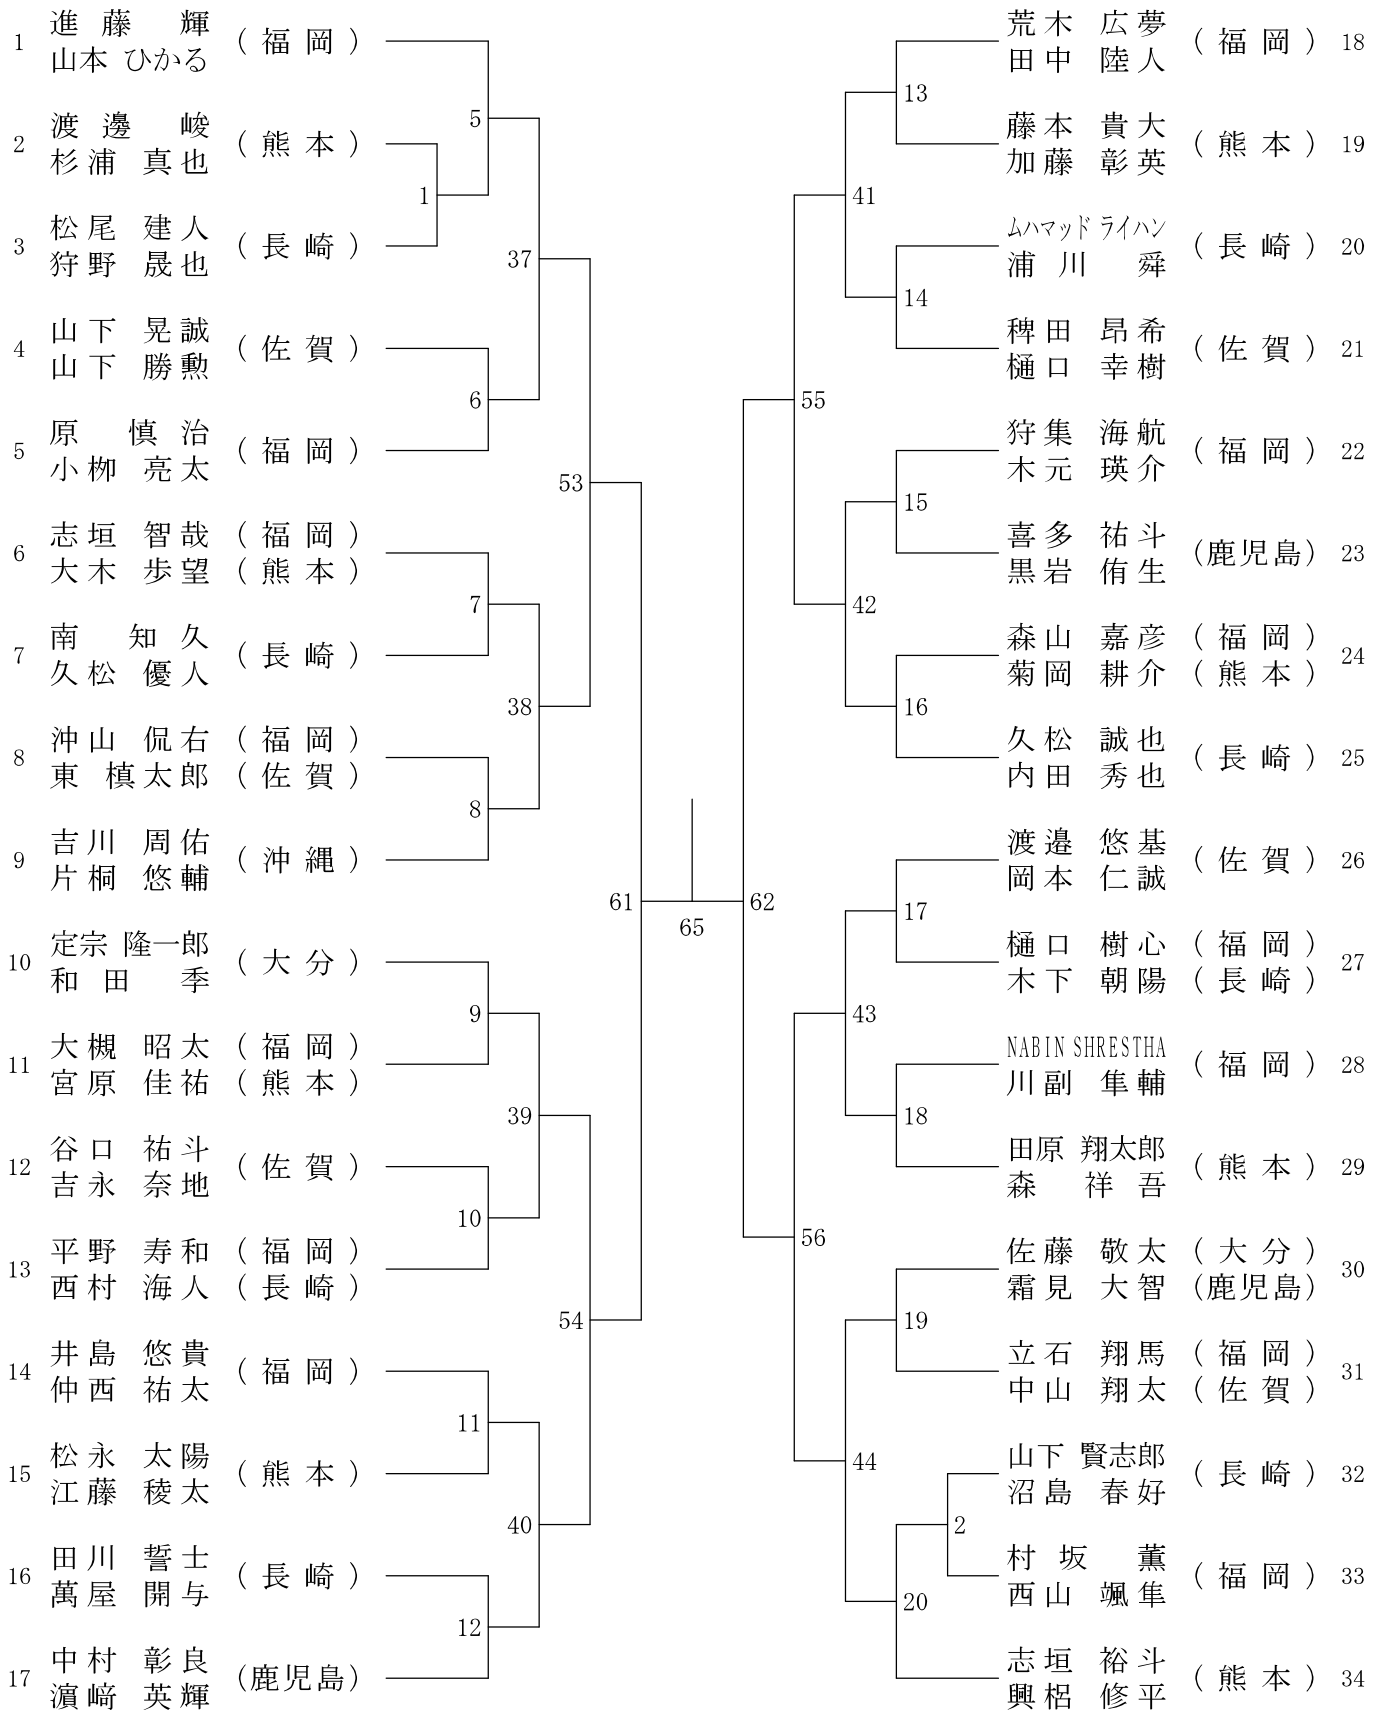 1 進藤 輝 (福岡)
山本 ひかる
2 渡邊 峻 (熊本)
杉浦 真也
3 松尾 建人 (長崎)
狩野 晟也
4 山下 晃誠 (佐賀)
山下 勝勲
5 原 慎治 (福岡)
小栁 亮太
6 志垣 智哉 (福岡)
大木 歩望 (熊本)
7 南 知久 (長崎)
久松 優人
8 沖山 侃右 (福岡)
東 槙太郎 (佐賀)
9 吉川 周佑 (沖縄)
片桐 悠輔
10 定宗 隆一郎 (大分)
和田 季
11 大槻 昭太 (福岡)
宮原 佳祐 (熊本)
12 谷口 祐斗 (佐賀)
吉永 奈地
13 平野 寿和 (福岡)
西村 海人 (長崎)
14 井島 悠貴 (福岡)
仲西 祐太
15 松永 太陽 (熊本)
江藤 稜太
16 田川 誓士 (長崎)
萬屋 開与
17 中村 彰良 (鹿児島)
濵﨑 英輝
5
1
37
6
53
7
38
8
61
9
39
10
54
11
40
12
65
62
13
41
14
55
15
42
16
17
43
18
56
19
44
2
20
荒木 広夢 (福岡) 18
田中 陸人
藤本 貴大 (熊本) 19
加藤 彰英
ムハマッド ライハン (長崎) 20
浦川 舜
稗田 昂希 (佐賀) 21
樋口 幸樹
狩集 海航 (福岡) 22
木元 瑛介
喜多 祐斗 (鹿児島) 23
黒岩 侑生
森山 嘉彦 (福岡) 24
菊岡 耕介 (熊本)
久松 誠也 (長崎) 25
内田 秀也
渡邉 悠基 (佐賀) 26
岡本 仁誠
樋口 樹心 (福岡) 27
木下 朝陽 (長崎)
NABIN SHRESTHA (福岡) 28
川副 隼輔
田原 翔太郎 (熊本) 29
森 祥吾
佐藤 敬太 (大分) 30
霜見 大智 (鹿児島)
立石 翔馬 (福岡) 31
中山 翔太 (佐賀)
山下 賢志郎 (長崎) 32
沼島 春好
村坂 薫 (福岡) 33
西山 颯隼
志垣 裕斗 (熊本) 34
興梠 修平